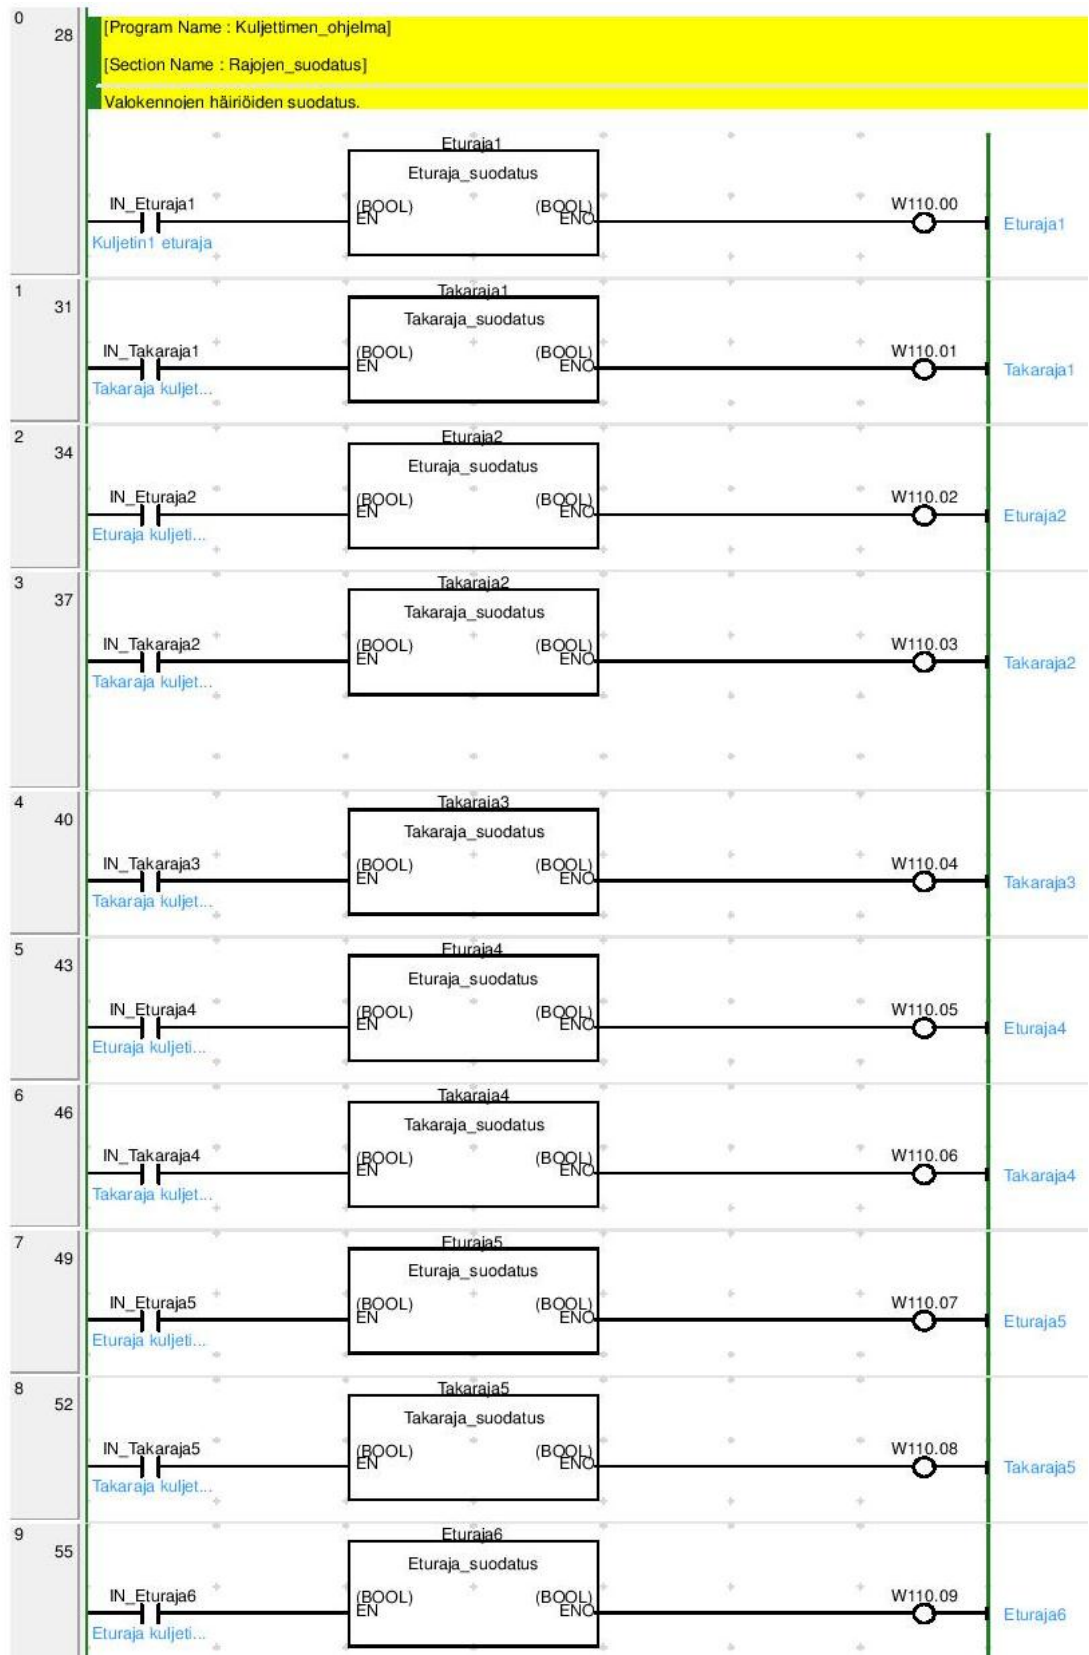 0
28
[Program Name : Kuljettimen_ohjelma]
[Section Name : Rajojen_suodatus]
Valokennojen häiriöiden suodatus.
Eturaja1
Eturaja_suodatus
IN_Eturaja1
(BOOL)
EN
(BOOL)
ENO
W110.00
Eturaja1
Kuljetin1 eturaja
1
31
Takaraja1
Takaraja_suodatus
IN_Takaraja1
(BOOL)
EN
(BOOL)
ENO
W110.01
Takaraja1
Takaraja kuljet...
2
34
Eturaja2
Eturaja_suodatus
IN_Eturaja2
(BOOL)
EN
(BOOL)
ENO
W110.02
Eturaja2
Eturaja kuljeti...
3
37
Takaraja2
Takaraja_suodatus
IN_Takaraja2
(BOOL)
EN
(BOOL)
ENO
W110.03
Takaraja2
Takaraja kuljet...
4
40
Takaraja3
Takaraja_suodatus
IN_Takaraja3
(BOOL)
EN
(BOOL)
ENO
W110.04
Takaraja3
Takaraja kuljet...
5
43
Eturaja4
Eturaja_suodatus
IN_Eturaja4
(BOOL)
EN
(BOOL)
ENO
W110.05
Eturaja4
Eturaja kuljeti...
6
46
Takaraja4
Takaraja_suodatus
IN_Takaraja4
(BOOL)
EN
(BOOL)
ENO
W110.06
Takaraja4
Takaraja kuljet...
7
49
Eturaja5
Eturaja_suodatus
IN_Eturaja5
(BOOL)
EN
(BOOL)
ENO
W110.07
Eturaja5
Eturaja kuljeti...
8
52
Takaraja5
Takaraja_suodatus
IN_Takaraja5
(BOOL)
EN
(BOOL)
ENO
W110.08
Takaraja5
Takaraja kuljet...
9
55
Eturaja6
Eturaja_suodatus
IN_Eturaja6
(BOOL)
EN
(BOOL)
ENO
W110.09
Eturaja6
Eturaja kuljeti...